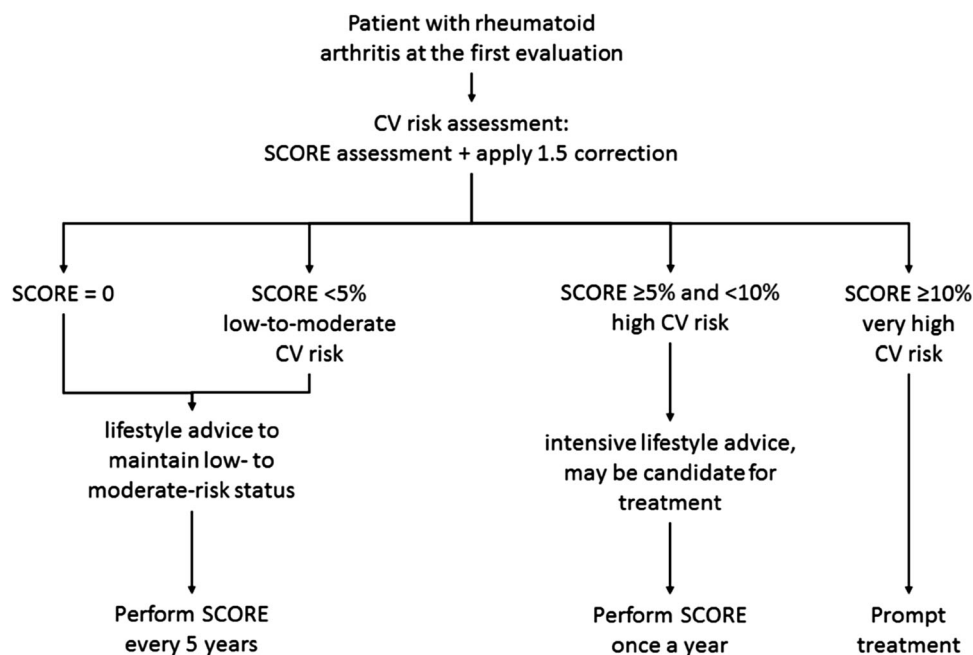 Patient with rheumatoid
arthritis at the first evaluation
CV risk assessment:
SCORE assessment + apply 1.5 correction
SCORE = 0
SCORE <5%
low-to-moderate
CV risk
SCORE ≥5% and <10%
high CV risk
SCORE ≥10%
very high
CV risk
lifestyle advice to
maintain low- to
moderate-risk status
intensive lifestyle advice,
may be candidate for
treatment
Perform SCORE
every 5 years
Perform SCORE
once a year
Prompt
treatment